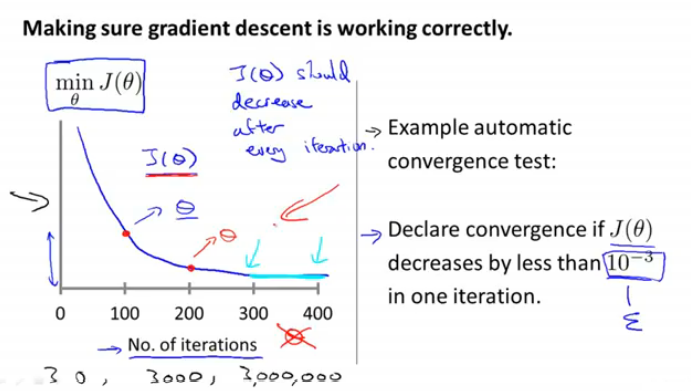 Making sure gradient descent is working correctly.
min J(θ)
θ
J(θ) should
decrease
after
every iteration.
J(θ)
θ
θ
0 100 200 300 400
No. of iterations
30, 3000, 3,000,000
Example automatic
convergence test:
Declare convergence if J(θ)
decreases by less than 10⁻³
in one iteration.
ε